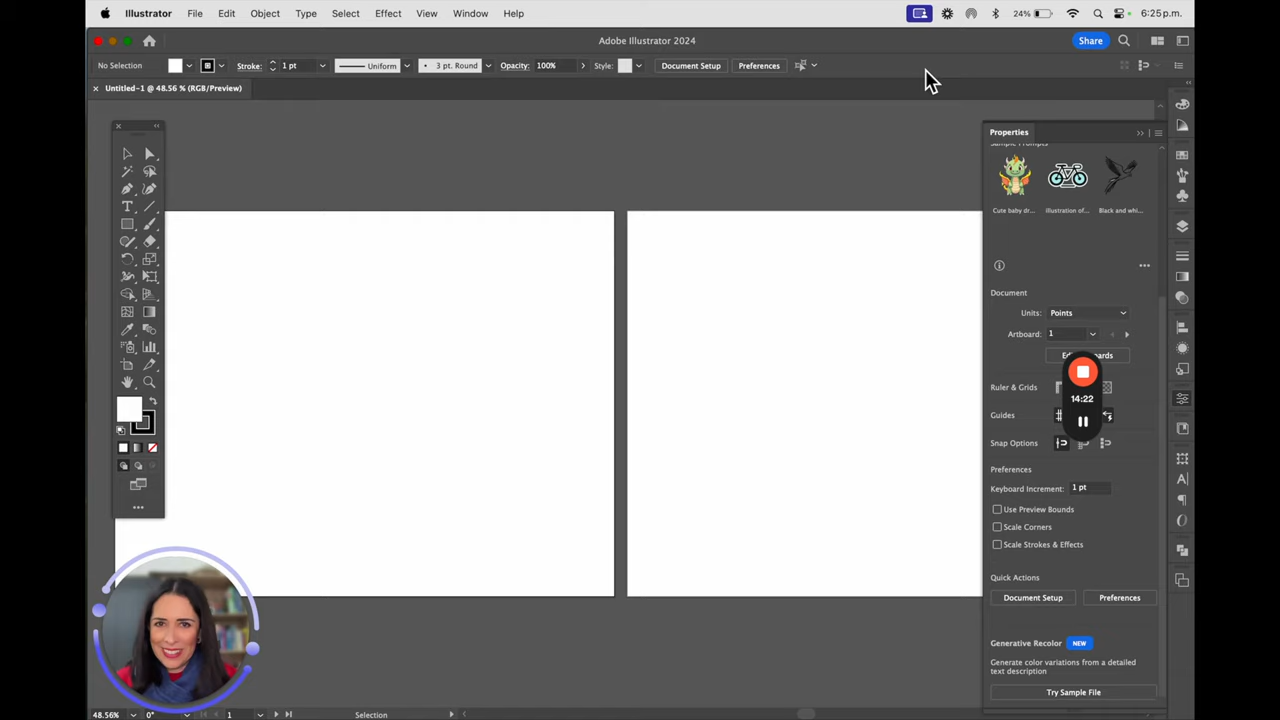 Illustrator File Edit Object Type Select Effect View Window Help 24% 6:25 p.m.
Adobe Illustrator 2024 Share
No Selection Stroke: 1 pt Uniform 3 pt. Round Opacity: 100% Style: Document Setup Preferences
Untitled-1 @ 48.56 % (RGB/Preview)
Properties
Sample Prompts
Cute baby dr... Illustration of... Black and whi...
Document
Units: Points
Artboard: 1
Ruler & Grids
14:22
Guides
Snap Options
Preferences
Keyboard Increment: 1 pt
Use Preview Bounds
Scale Corners
Scale Strokes & Effects
Quick Actions
Document Setup Preferences
Generative Recolor NEW
Generate color variations from a detailed
text description
Try Sample File
48.56% 0° 1 Selection